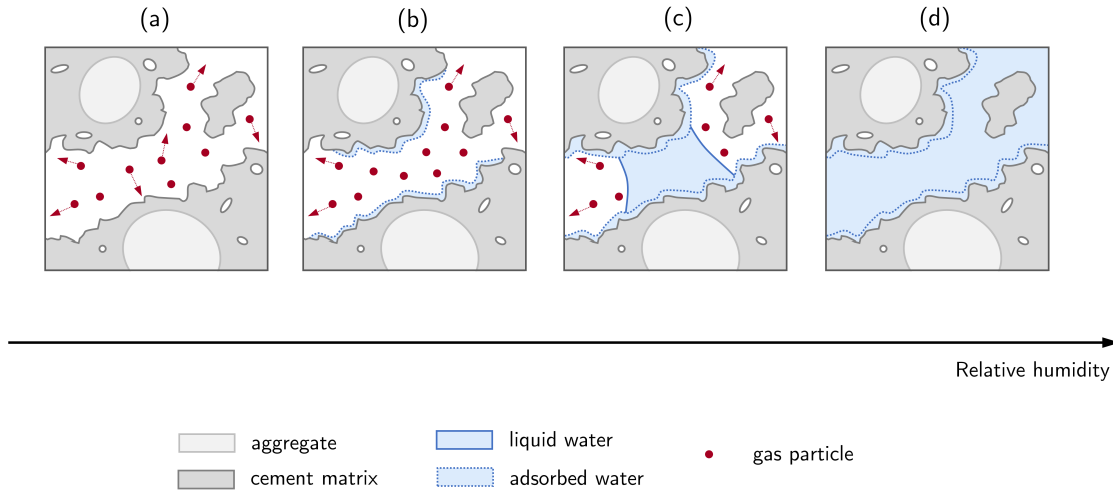 (a)
(b)
(c)
(d)
Relative humidity
aggregate
cement matrix
liquid water
adsorbed water
gas particle